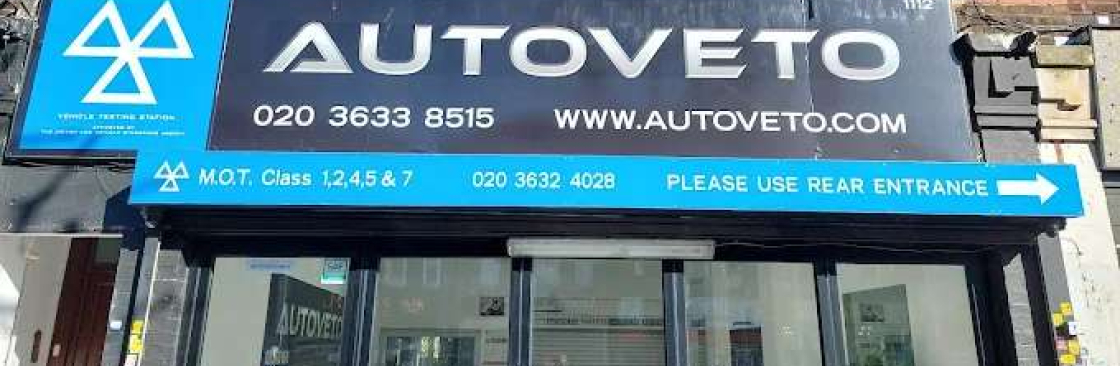 1112
AUTOVETO
020 3633 8515 WWW.AUTOVETO.COM
VEHICLE TESTING STATION
M.O.T. Class 1,2,4,5 & 7 020 3632 4028 PLEASE USE REAR ENTRANCE
AUTOVETO